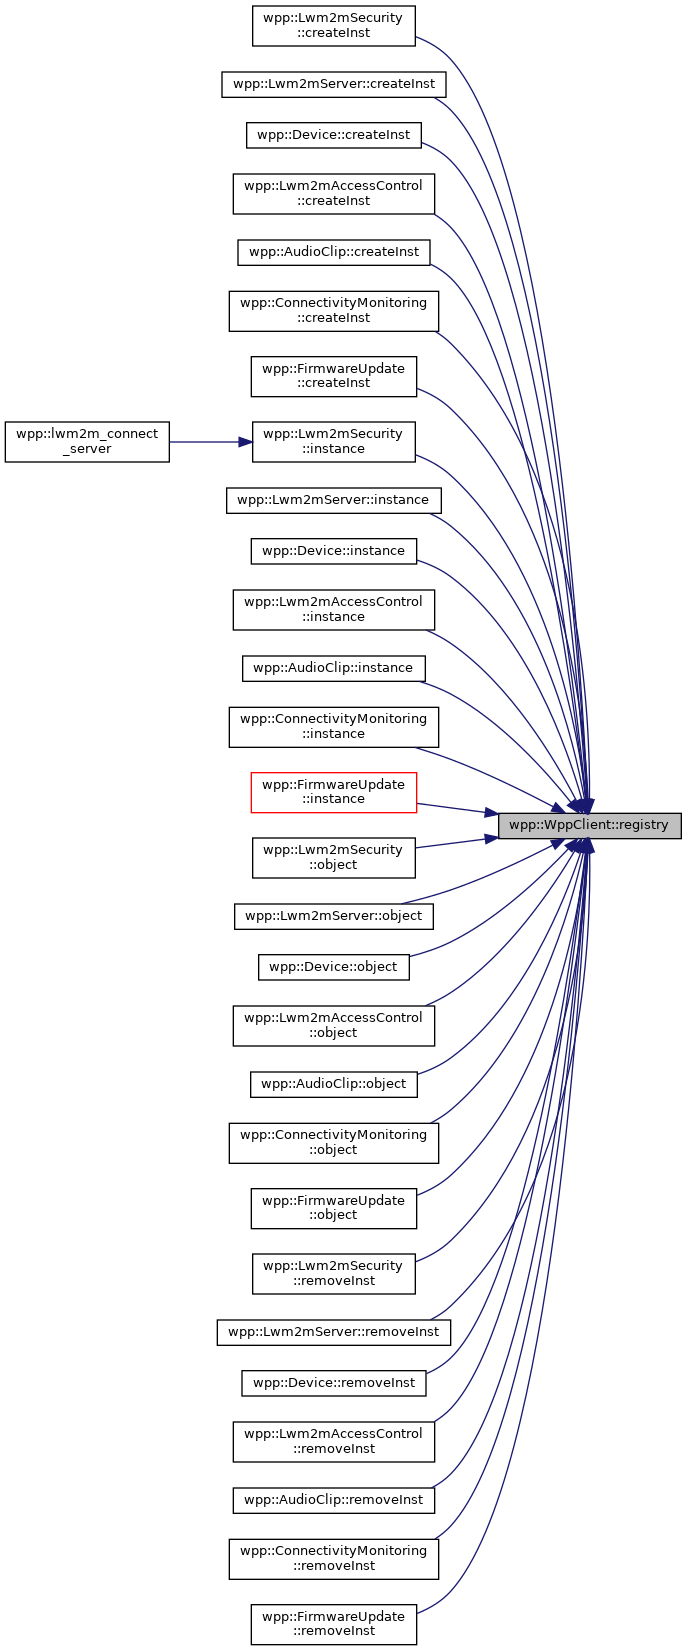 wpp::Lwm2mSecurity
::createInst
wpp::Lwm2mServer::createInst
wpp::Device::createInst
wpp::Lwm2mAccessControl
::createInst
wpp::AudioClip::createInst
wpp::ConnectivityMonitoring
::createInst
wpp::FirmwareUpdate
::createInst
wpp::lwm2m_connect
_server
wpp::Lwm2mSecurity
::instance
wpp::Lwm2mServer::instance
wpp::Device::instance
wpp::Lwm2mAccessControl
::instance
wpp::AudioClip::instance
wpp::ConnectivityMonitoring
::instance
wpp::FirmwareUpdate
::instance
wpp::WppClient::registry
wpp::Lwm2mSecurity
::object
wpp::Lwm2mServer::object
wpp::Device::object
wpp::Lwm2mAccessControl
::object
wpp::AudioClip::object
wpp::ConnectivityMonitoring
::object
wpp::FirmwareUpdate
::object
wpp::Lwm2mSecurity
::removeInst
wpp::Lwm2mServer::removeInst
wpp::Device::removeInst
wpp::Lwm2mAccessControl
::removeInst
wpp::AudioClip::removeInst
wpp::ConnectivityMonitoring
::removeInst
wpp::FirmwareUpdate
::removeInst